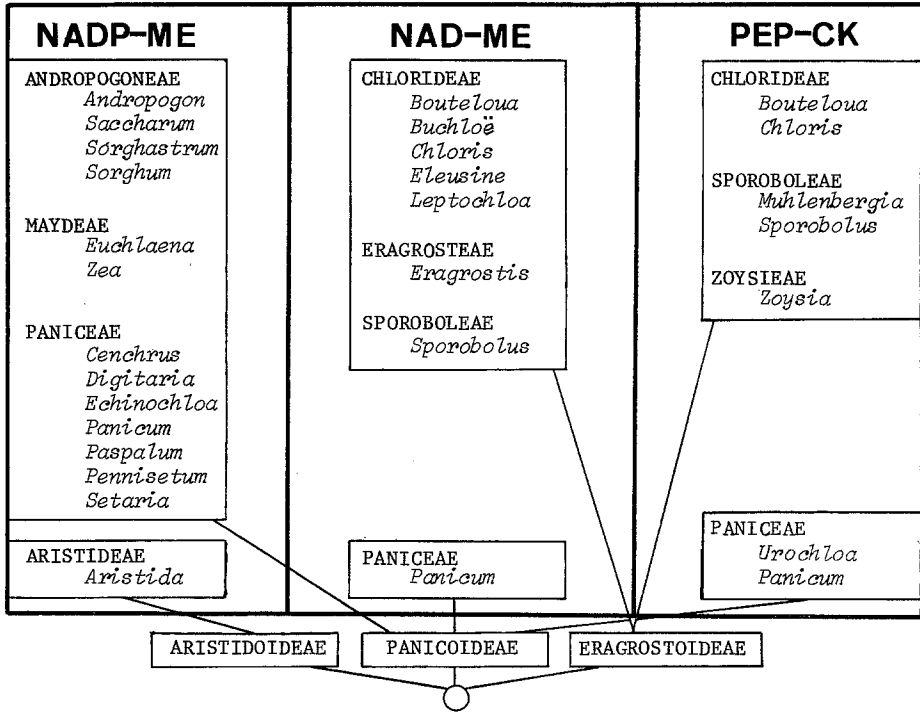 NADP-ME
ANDROPOGONEAE
Andropogon
Saccharum
Sorghastrum
Sorghum
MAYDEAE
Euchlaena
Zea
PANICEAE
Cenchrus
Digitaria
Echinochloa
Panicum
Paspalum
Pennisetum
Setaria
ARISTIDEAE
Aristida
NAD-ME
CHLORIDEAE
Bouteloua
Buchloë
Chloris
Eleusine
Leptochloa
ERAGROSTEAE
Eragrostis
SPOROBOLEAE
Sporobolus
PANICEAE
Panicum
PEP-CK
CHLORIDEAE
Bouteloua
Chloris
SPOROBOLEAE
Muhlenbergia
Sporobolus
ZOYSIEAE
Zoysia
PANICEAE
Urochloa
Panicum
ARISTIDOIDEAE
PANICOIDEAE
ERAGROSTOIDEAE